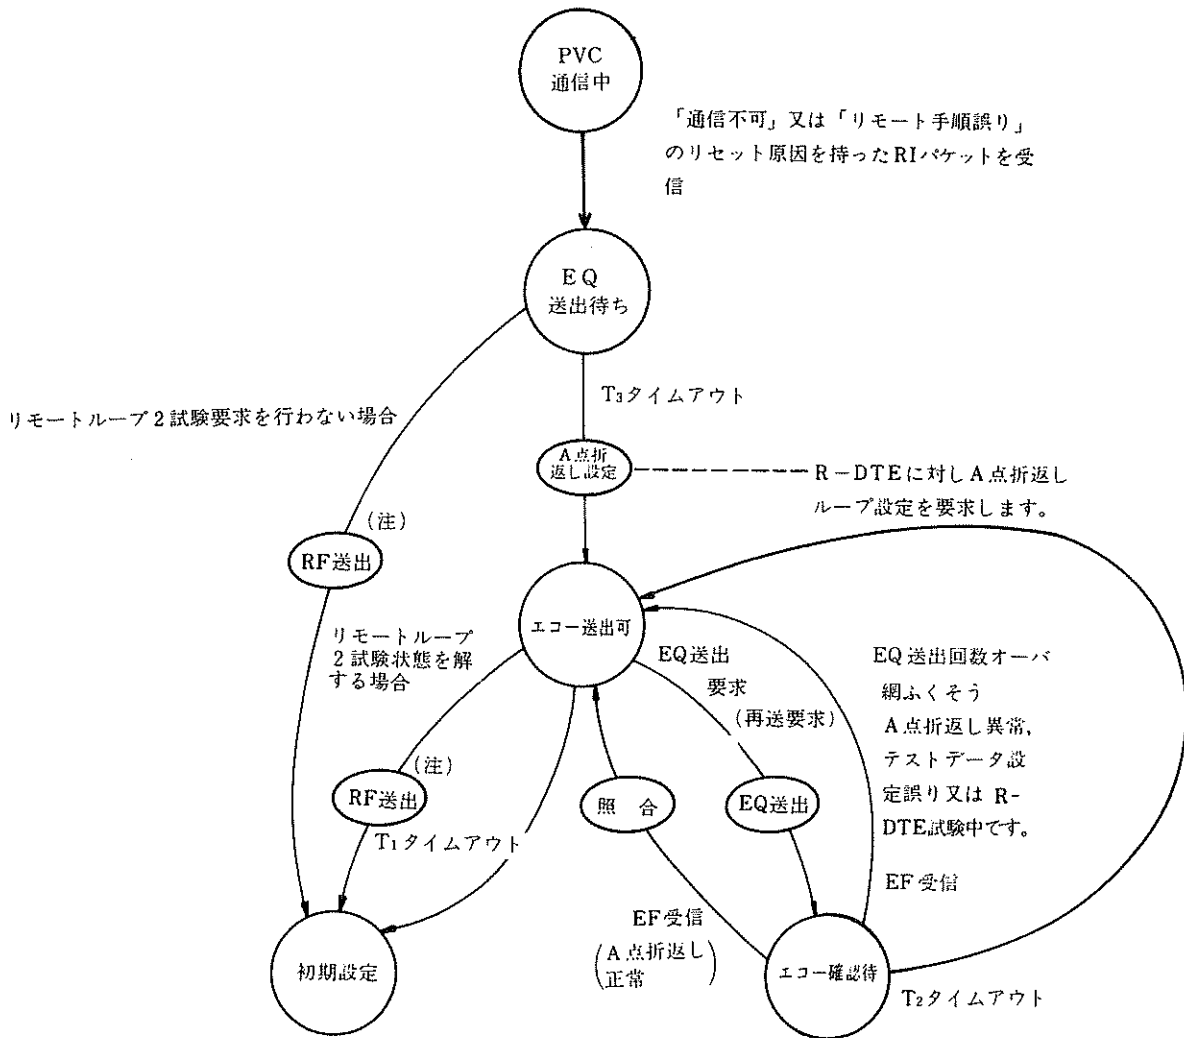 PVC
通信中
「通信不可」又は「リモート手順誤り」
のリセット原因を持ったRIパケットを受
信
EQ
送出待ち
T₃タイムアウト
リモートループ2試験要求を行わない場合
A点折
返し設定
R-DTEに対しA点折返し
ループ設定を要求します。
(注)
RF送出
エコー送出可
リモートループ
2試験状態を解
する場合
EQ送出
要求
(再送要求)
EQ送出回数オーバ
網ふくそう
A点折返し異常,
テストデータ設
定誤り又は R-
DTE試験中です。
(注)
RF送出
照 合
EQ送出
T₁タイムアウト
EF受信
EF受信
(A点折返し
正常)
初期設定
エコー確認待
T₂タイムアウト